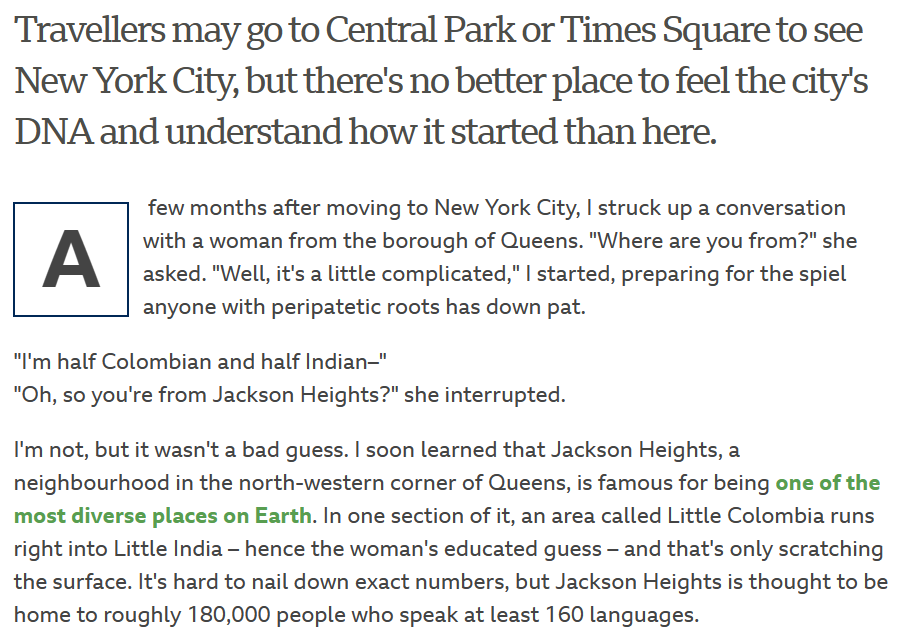 Travellers may go to Central Park or Times Square to see
New York City, but there's no better place to feel the city's
DNA and understand how it started than here.
A few months after moving to New York City, I struck up a conversation
with a woman from the borough of Queens. "Where are you from?" she
asked. "Well, it's a little complicated," I started, preparing for the spiel
anyone with peripatetic roots has down pat.
"I'm half Colombian and half Indian–"
"Oh, so you're from Jackson Heights?" she interrupted.
I'm not, but it wasn't a bad guess. I soon learned that Jackson Heights, a
neighbourhood in the north-western corner of Queens, is famous for being one of the
most diverse places on Earth. In one section of it, an area called Little Colombia runs
right into Little India – hence the woman's educated guess – and that's only scratching
the surface. It's hard to nail down exact numbers, but Jackson Heights is thought to be
home to roughly 180,000 people who speak at least 160 languages.